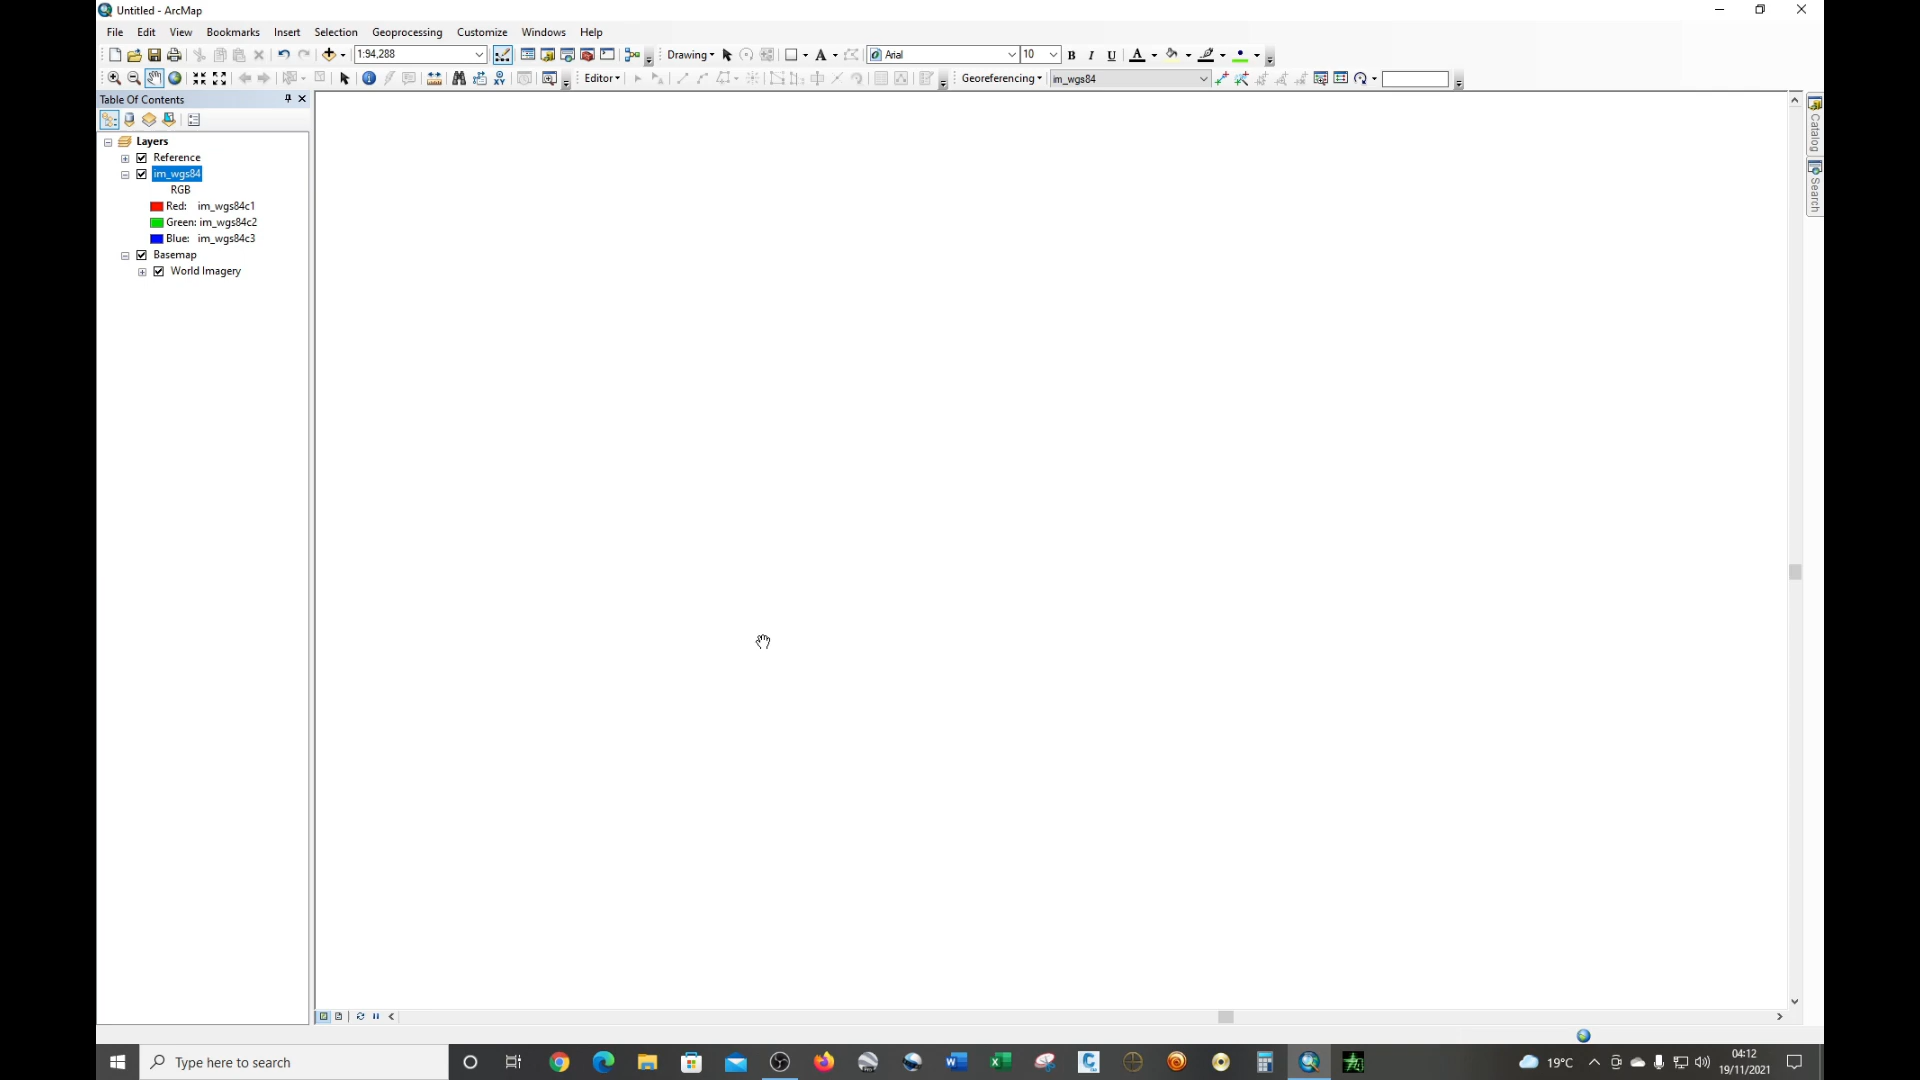 Untitled - ArcMap
File Edit View Bookmarks Insert Selection Geoprocessing Customize Windows Help
1:94,288 Drawing A Arial 10 B I U A
Editor Georeferencing im_wgs84
Table Of Contents
Layers
Reference
im_wgs84
RGB
Red: im_wgs84c1
Green: im_wgs84c2
Blue: im_wgs84c3
Basemap
World Imagery
Catalog
Search
Type here to search
19°C
04:12
19/11/2021